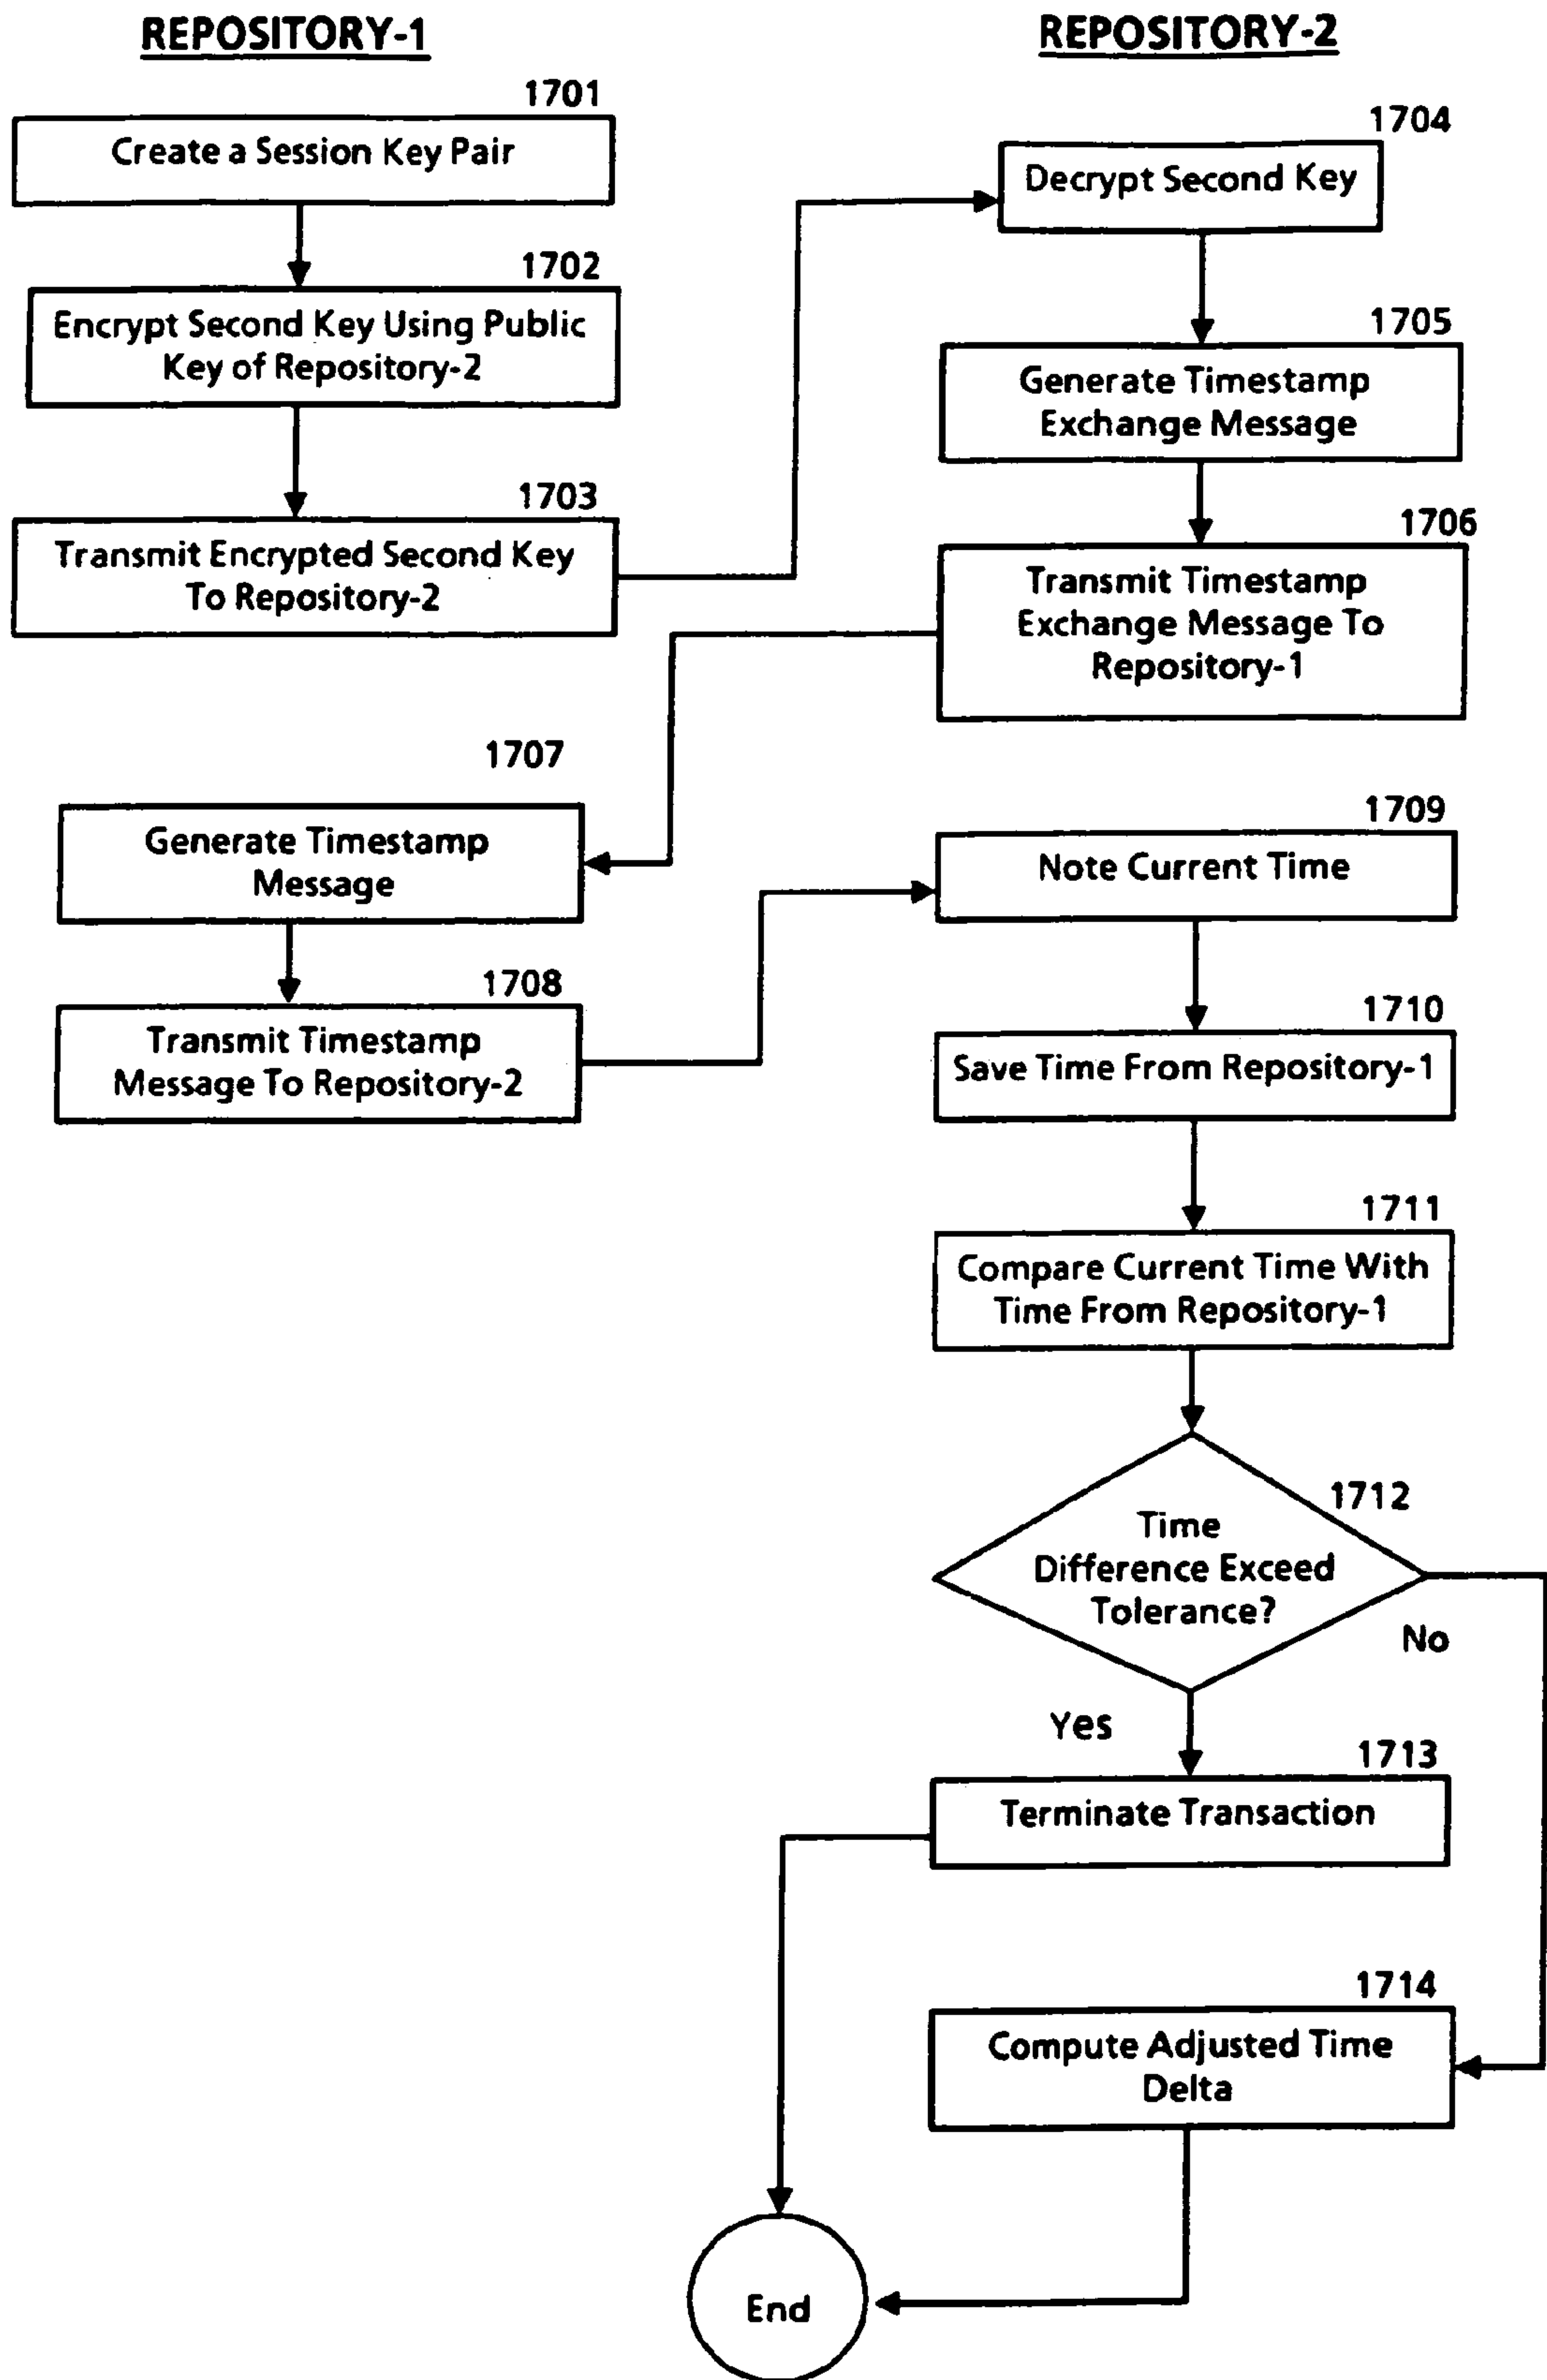 REPOSITORY-1
REPOSITORY-2
1701
Create a Session Key Pair
1702
Encrypt Second Key Using Public
Key of Repository-2
1703
Transmit Encrypted Second Key
To Repository-2
1704
Decrypt Second Key
1705
Generate Timestamp
Exchange Message
1706
Transmit Timestamp
Exchange Message To
Repository-1
1707
Generate Timestamp
Message
1708
Transmit Timestamp
Message To Repository-2
1709
Note Current Time
1710
Save Time From Repository-1
1711
Compare Current Time With
Time From Repository-1
1712
Time
Difference Exceed
Tolerance?
No
Yes
1713
Terminate Transaction
1714
Compute Adjusted Time
Delta
End